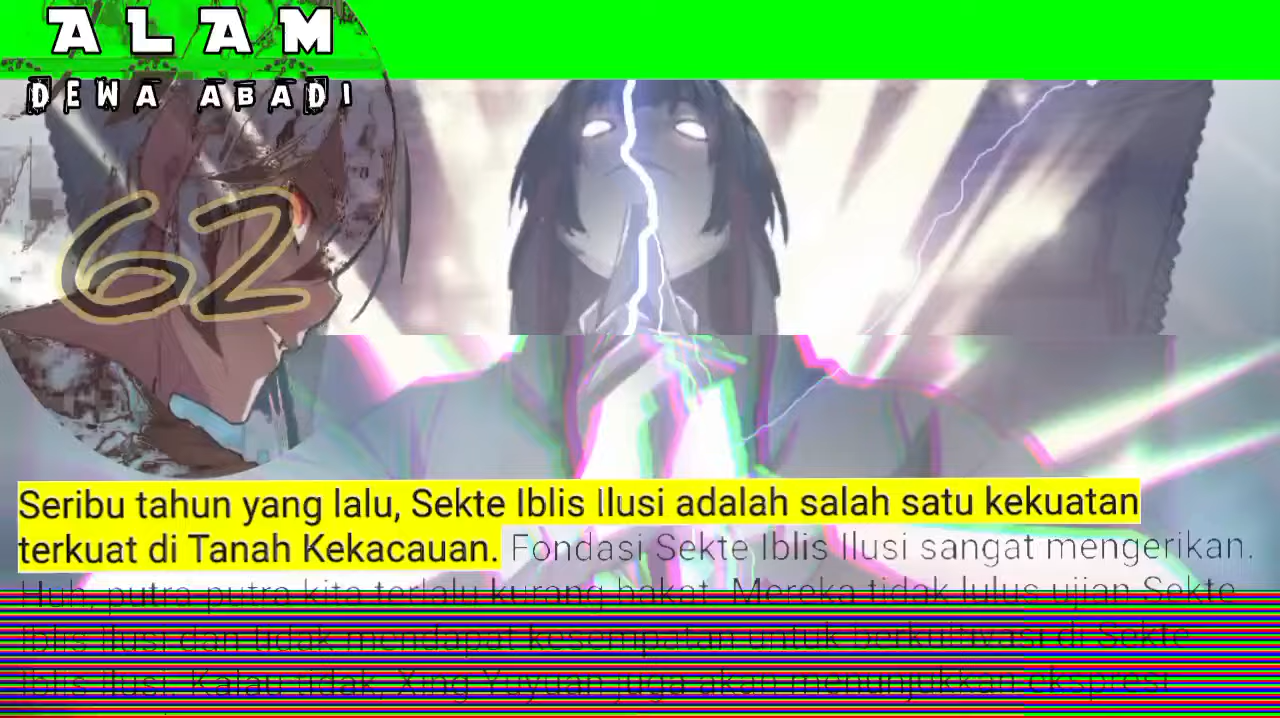 ALAM
DEWA ABADI
62
Seribu tahun yang lalu, Sekte Iblis Ilusi adalah salah satu kekuatan
terkuat di Tanah Kekacauan. Fondasi Sekte Iblis Ilusi sangat mengerikan.
Huh, putra putra kita terlalu kurang bakat. Mereka tidak lulus ujian Sekte
Iblis Ilusi dan tidak mendapat kesempatan untuk berkultivasi di Sekte
Iblis Ilusi. Kalau tidak, Xing Yuyuan juga akan menunjukkan ekspresi